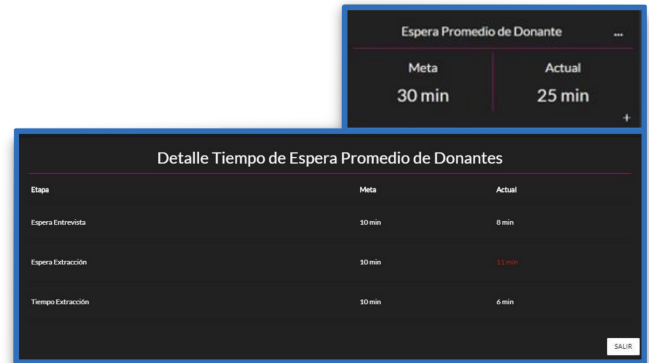 Espera Promedio de Donante ...
Meta Actual
30 min 25 min
+
Detalle Tiempo de Espera Promedio de Donantes
Etapa Meta Actual
Espera Entrevista 10 min 8 min
Espera Extracción 10 min 11 min
Tiempo Extracción 10 min 6 min
SALIR